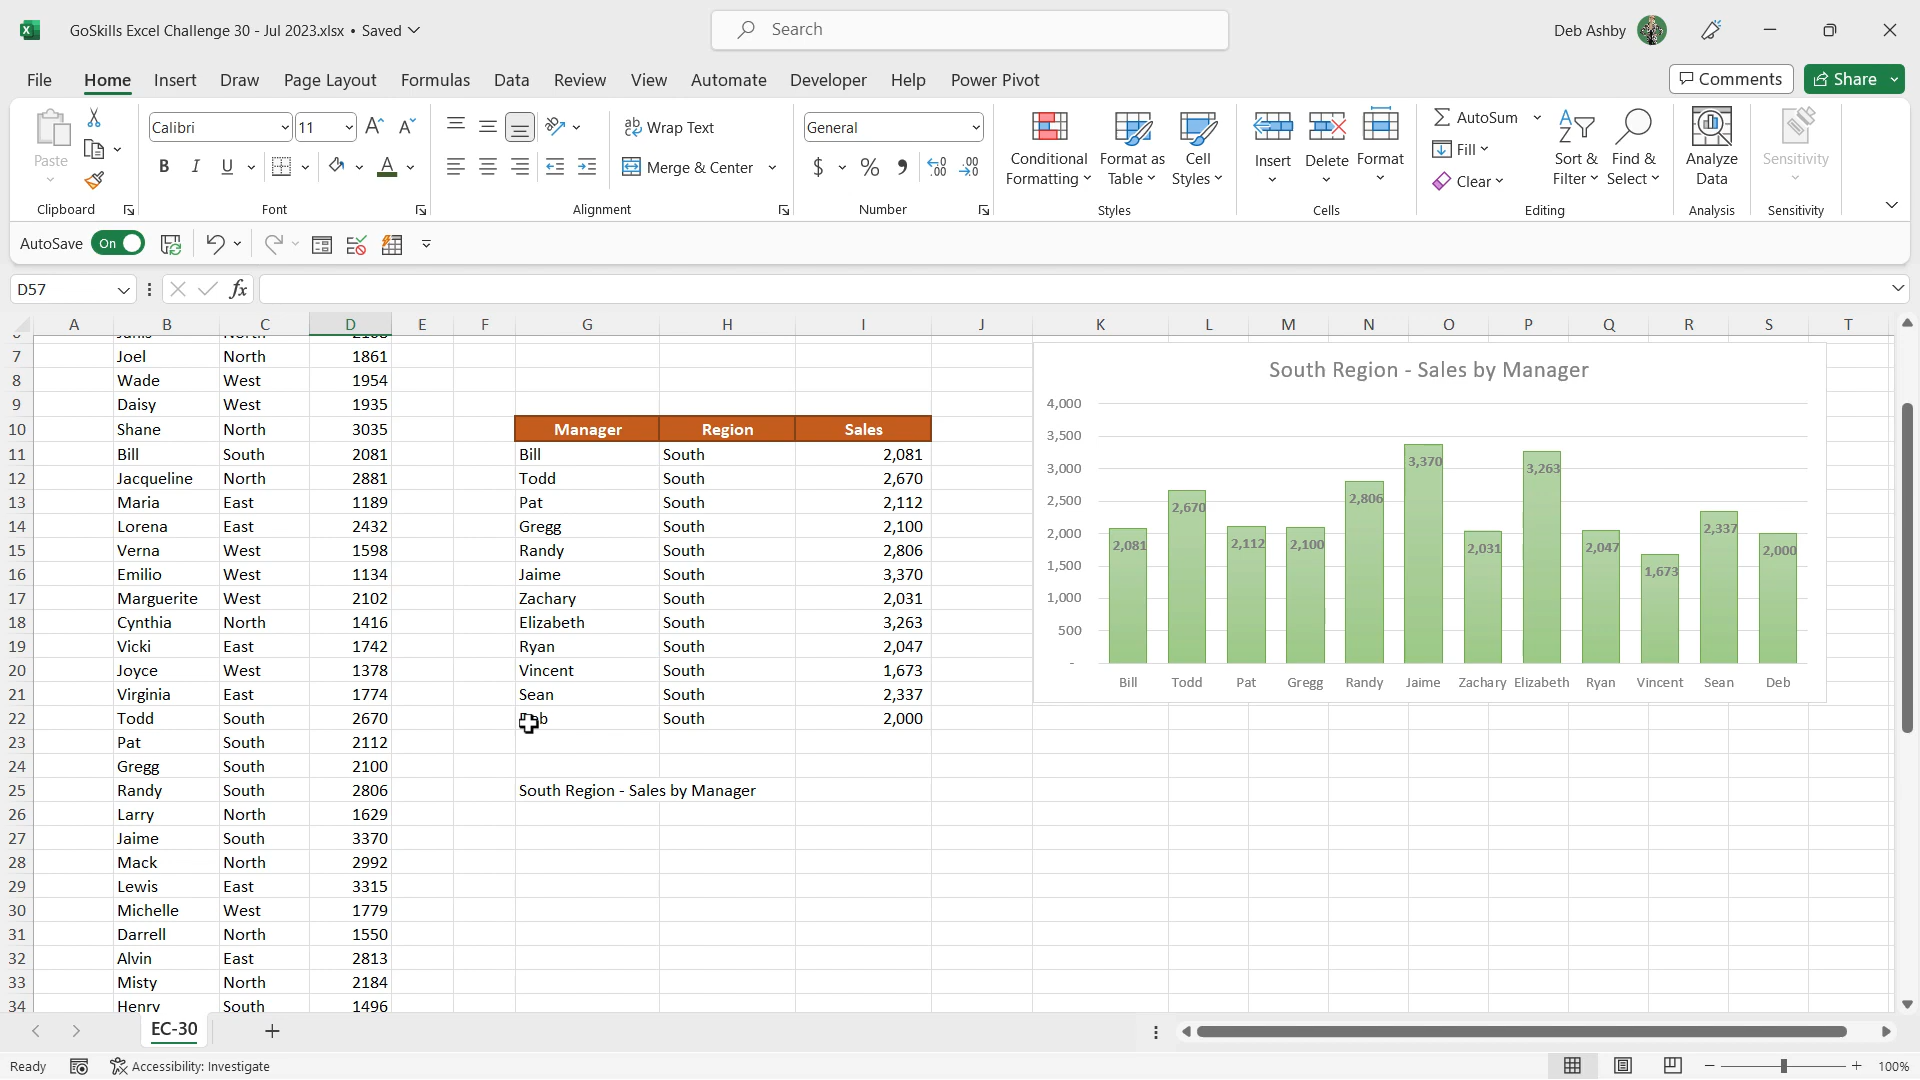 GoSkills Excel Challenge 30 - Jul 2023.xlsx • Saved
Search
Deb Ashby
File Home Insert Draw Page Layout Formulas Data Review View Automate Developer Help Power Pivot
Comments Share
Paste
Clipboard
Calibri 11
B I U A
Font
Wrap Text
Merge & Center
Alignment
General
$ % ,
Number
Conditional Formatting
Format as Table
Cell Styles
Styles
Insert Delete Format
Cells
AutoSum
Fill
Clear
Sort & Filter
Find & Select
Editing
Analyze Data
Analysis
Sensitivity
Sensitivity
AutoSave On
D57 fx
A B C D E F G H I J K L M N O P Q R S T
7 Joel North 1861
8 Wade West 1954
9 Daisy West 1935
10 Shane North 3035 Manager Region Sales
11 Bill South 2081 Bill South 2,081
12 Jacqueline North 2881 Todd South 2,670
13 Maria East 1189 Pat South 2,112
14 Lorena East 2432 Gregg South 2,100
15 Verna West 1598 Randy South 2,806
16 Emilio West 1134 Jaime South 3,370
17 Marguerite West 2102 Zachary South 2,031
18 Cynthia North 1416 Elizabeth South 3,263
19 Vicki East 1742 Ryan South 2,047
20 Joyce West 1378 Vincent South 1,673
21 Virginia East 1774 Sean South 2,337
22 Todd South 2670 South 2,000
23 Pat South 2112
24 Gregg South 2100
25 Randy South 2806 South Region - Sales by Manager
26 Larry North 1629
27 Jaime South 3370
28 Mack North 2992
29 Lewis East 3315
30 Michelle West 1779
31 Darrell North 1550
32 Alvin East 2813
33 Misty North 2184
34 Henry South 1496
South Region - Sales by Manager
4,000
3,500
3,000
2,500
2,000
1,500
1,000
500
-
2,081 2,670 2,112 2,100 2,806 3,370 2,031 3,263 2,047 1,673 2,337 2,000
Bill Todd Pat Gregg Randy Jaime Zachary Elizabeth Ryan Vincent Sean Deb
EC-30
Ready Accessibility: Investigate
100%